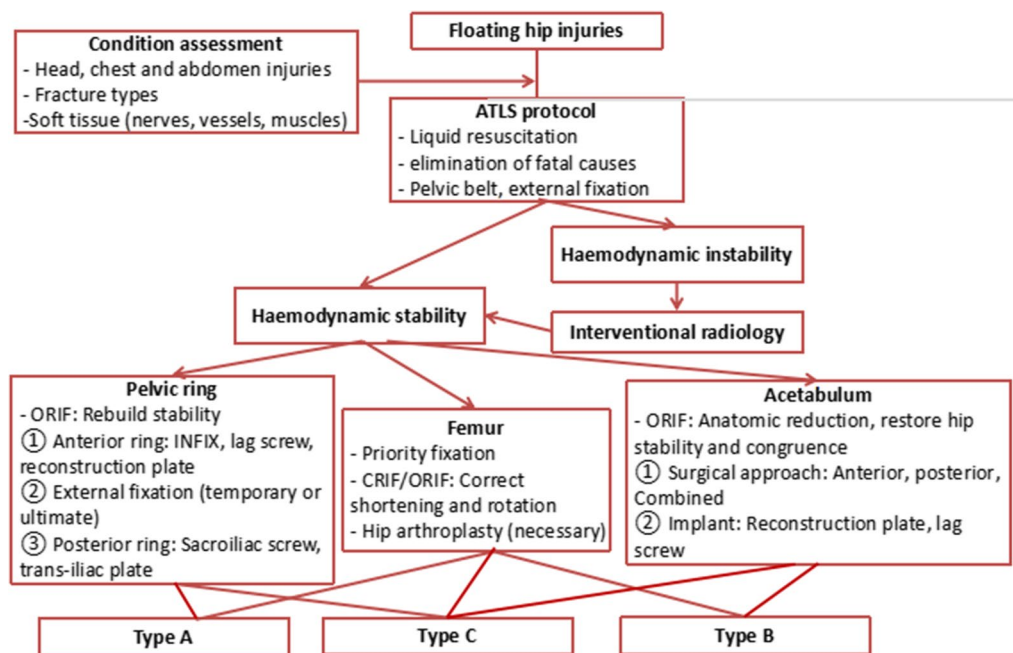 Floating hip injuries
Condition assessment
- Head, chest and abdomen injuries
- Fracture types
-Soft tissue (nerves, vessels, muscles)
ATLS protocol
- Liquid resuscitation
- elimination of fatal causes
- Pelvic belt, external fixation
Haemodynamic instability
Haemodynamic stability
Interventional radiology
Pelvic ring
- ORIF: Rebuild stability
① Anterior ring: INFIX, lag screw,
reconstruction plate
② External fixation (temporary or
ultimate)
③ Posterior ring: Sacroiliac screw,
trans-iliac plate
Femur
- Priority fixation
- CRIF/ORIF: Correct
shortening and rotation
- Hip arthroplasty (necessary)
Acetabulum
- ORIF: Anatomic reduction, restore hip
stability and congruence
① Surgical approach: Anterior, posterior,
Combined
② Implant: Reconstruction plate, lag
screw
Type A
Type C
Type B